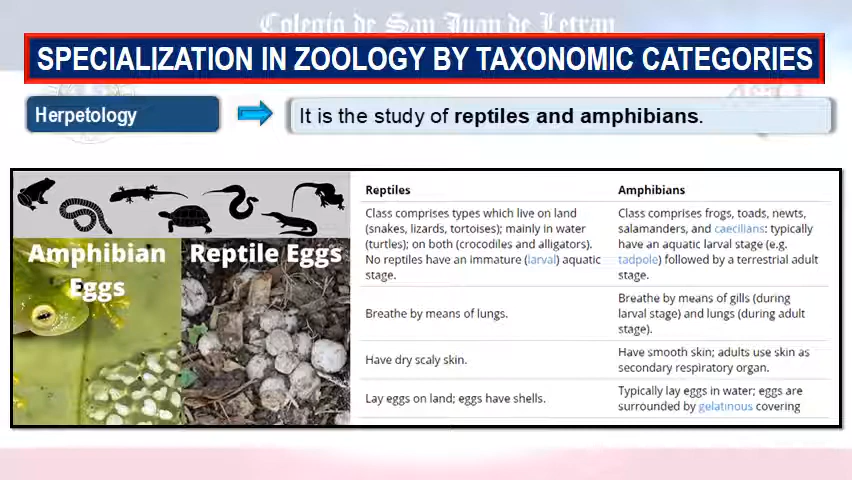 Colegio de San Juan de Letran
SPECIALIZATION IN ZOOLOGY BY TAXONOMIC CATEGORIES
Herpetology
It is the study of reptiles and amphibians.
Amphibian
Eggs
Reptile Eggs
Reptiles
Amphibians
Class comprises types which live on land
(snakes, lizards, tortoises); mainly in water
(turtles); on both (crocodiles and alligators).
No reptiles have an immature (larval) aquatic
stage.
Class comprises frogs, toads, newts,
salamanders, and caecilians: typically
have an aquatic larval stage (e.g.
tadpole) followed by a terrestrial adult
stage.
Breathe by means of lungs.
Breathe by means of gills (during
larval stage) and lungs (during adult
stage).
Have dry scaly skin.
Have smooth skin; adults use skin as
secondary respiratory organ.
Lay eggs on land; eggs have shells.
Typically lay eggs in water; eggs are
surrounded by gelatinous covering